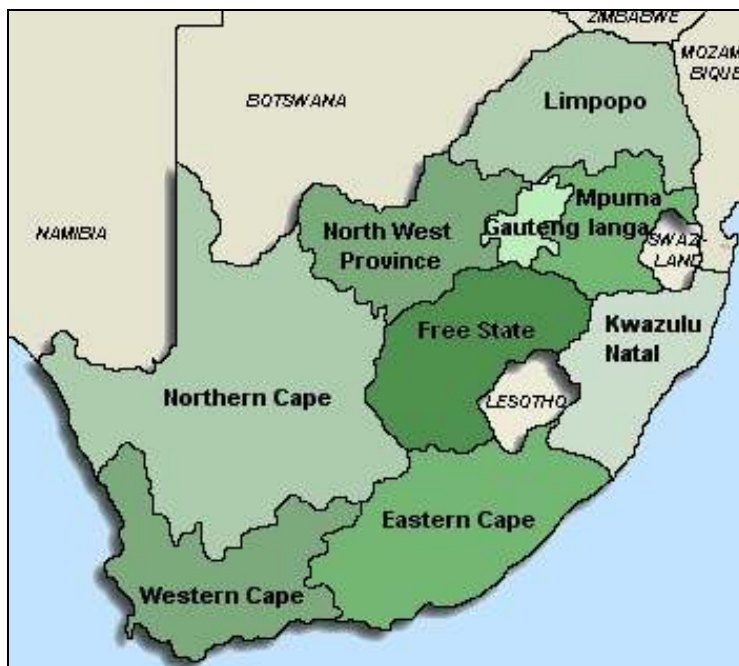 ZIMBABWE
MOZAM
BIQUE
Limpopo
BOTSWANA
Mpuma
Gauteng langa
NAMIBIA
North West
Province
SWAZI-
LAND
Free State
Kwazulu
Natal
Northern Cape
LESOTHO
Eastern Cape
Western Cape